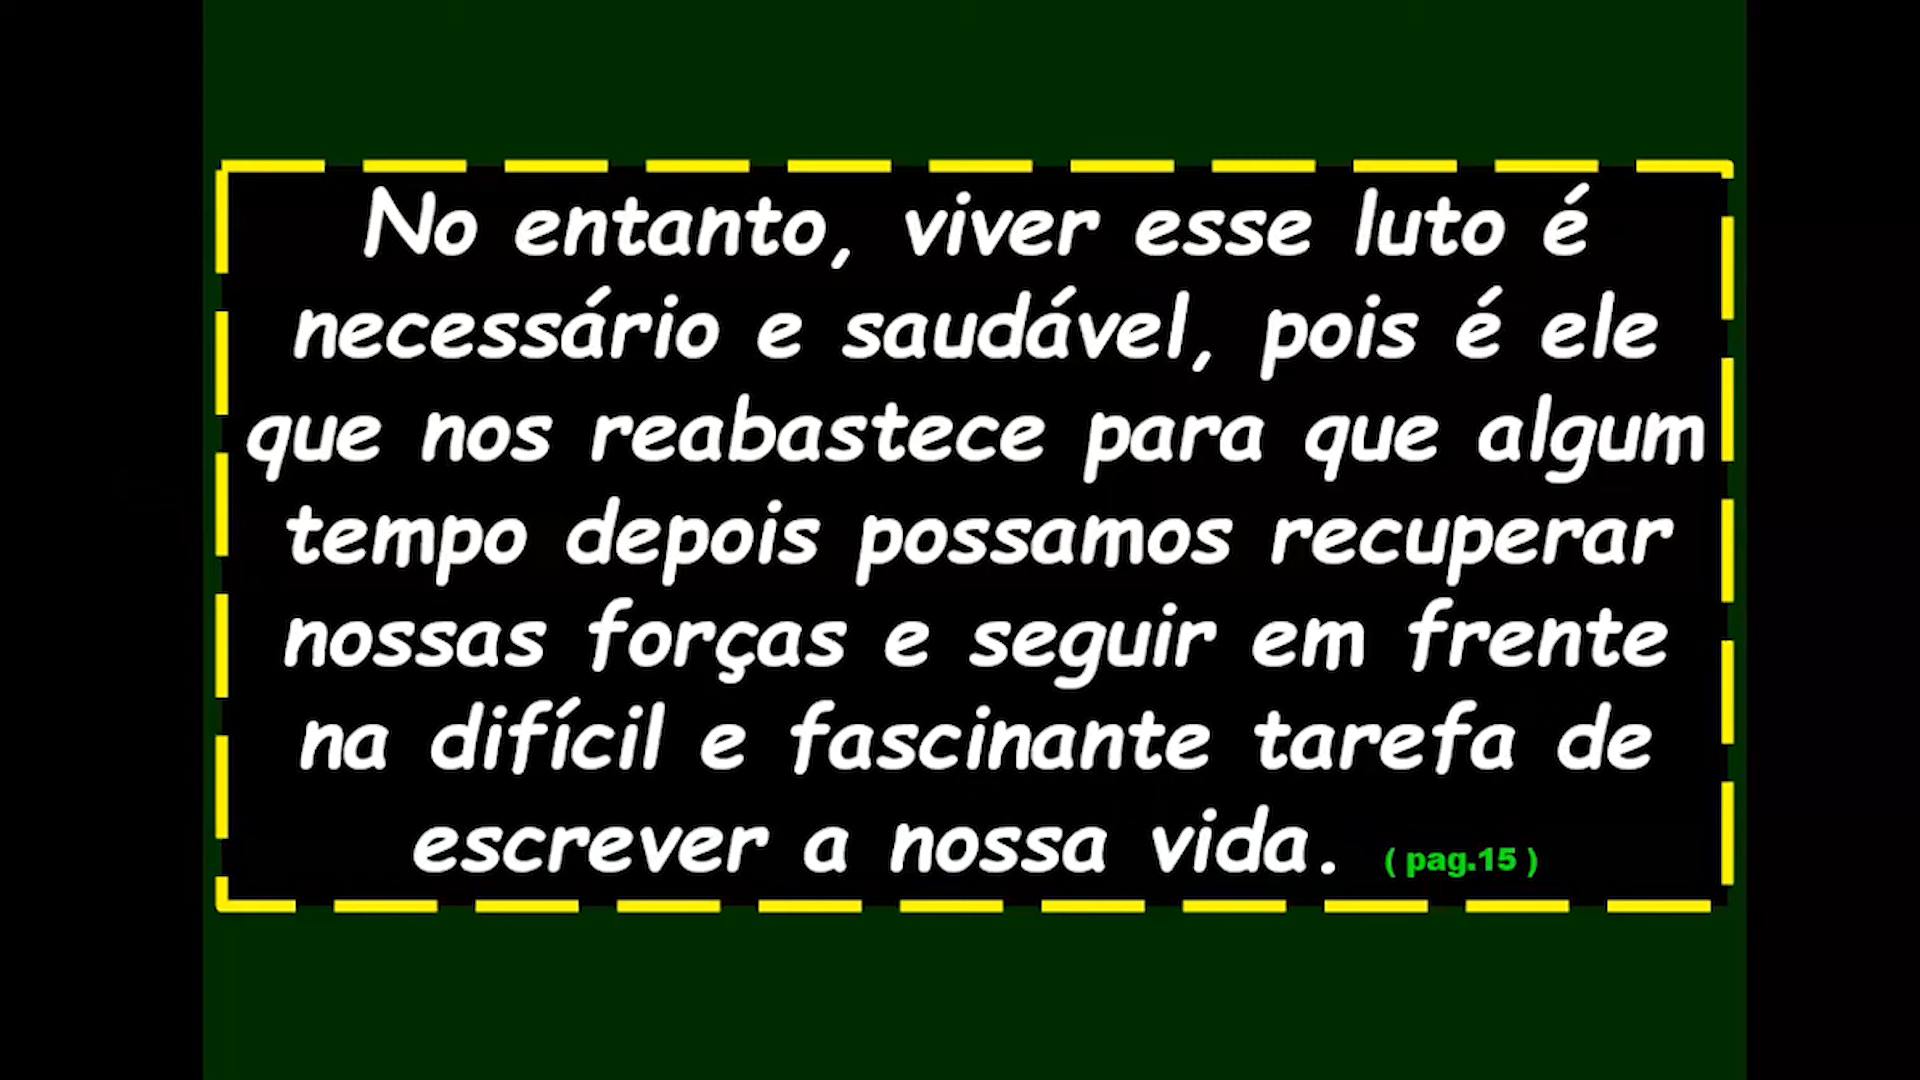 No entanto, viver esse luto é
necessário e saudável, pois é ele
que nos reabastece para que algum
tempo depois possamos recuperar
nossas forças e seguir em frente
na difícil e fascinante tarefa de
escrever a nossa vida. ( pag.15 )